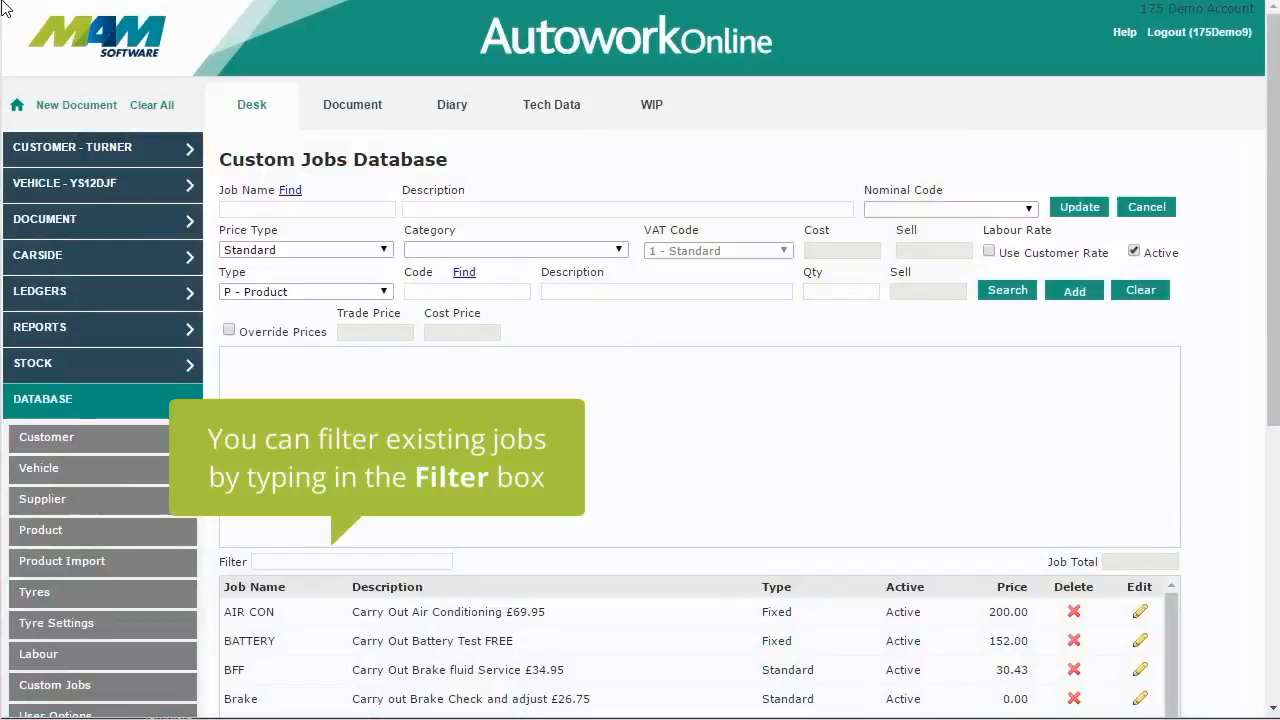 175 Demo Account
MAM SOFTWARE
AutoworkOnline
Help Logout (175Demo9)
New Document Clear All
Desk Document Diary Tech Data WIP
CUSTOMER - TURNER
VEHICLE - YS12DJF
DOCUMENT
CARSIDE
LEDGERS
REPORTS
STOCK
DATABASE
Customer
Vehicle
Supplier
Product
Product Import
Tyres
Tyre Settings
Labour
Custom Jobs
User Options
Custom Jobs Database
Job Name Find Description Nominal Code
Update Cancel
Price Type Category VAT Code Cost Sell Labour Rate
Standard 1 - Standard Use Customer Rate Active
Type Code Find Description Qty Sell
P - Product Search Add Clear
Trade Price Cost Price
Override Prices
You can filter existing jobs
by typing in the Filter box
Filter Job Total
Job Name Description Type Active Price Delete Edit
AIR CON Carry Out Air Conditioning £69.95 Fixed Active 200.00
BATTERY Carry Out Battery Test FREE Fixed Active 152.00
BFF Carry Out Brake fluid Service £34.95 Standard Active 30.43
Brake Carry out Brake Check and adjust £26.75 Standard Active 0.00